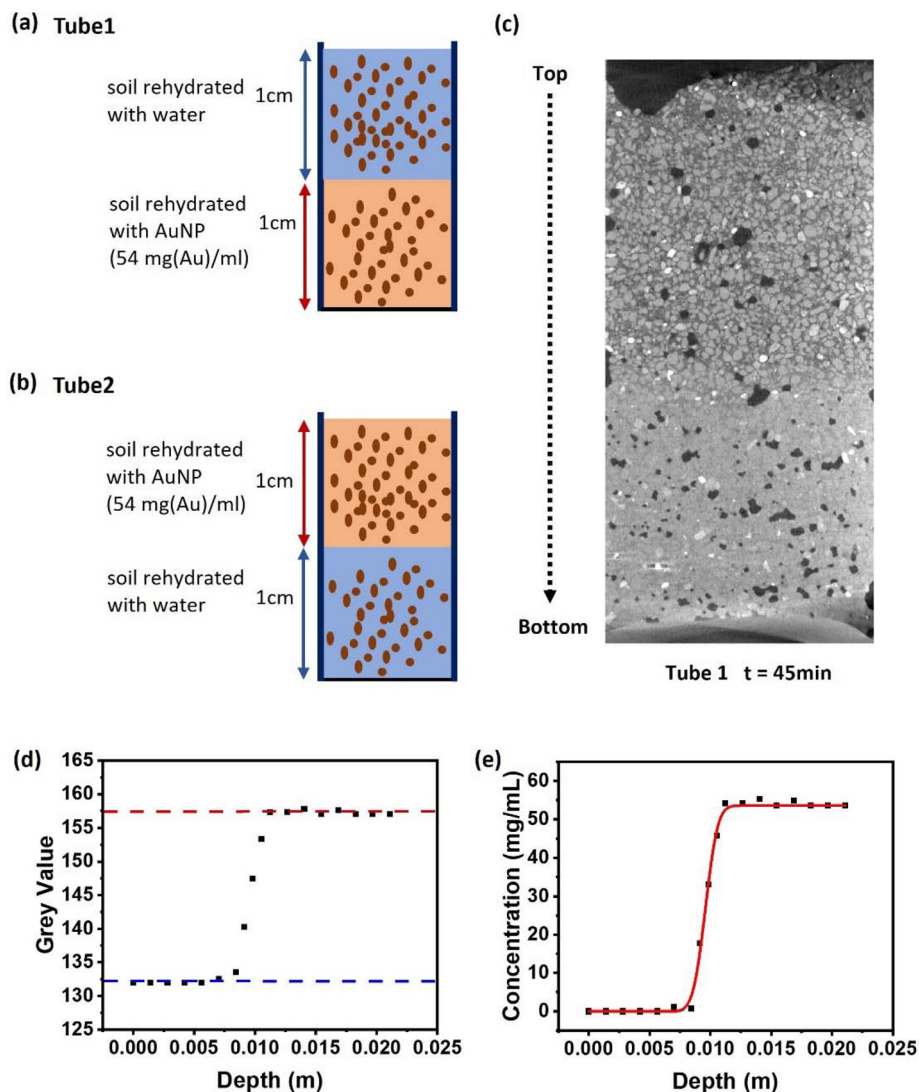 (a) Tube1
soil rehydrated
with water
1cm
soil rehydrated
with AuNP
(54 mg(Au)/ml)
1cm
(b) Tube2
soil rehydrated
with AuNP
(54 mg(Au)/ml)
1cm
soil rehydrated
with water
1cm
(c)
Top
Bottom
Tube 1 t = 45min
(d)
165
160
155
150
145
140
135
130
125
Grey Value
0.000 0.005 0.010 0.015 0.020 0.025
Depth (m)
(e)
60
50
40
30
20
10
0
Concentration (mg/mL)
0.000 0.005 0.010 0.015 0.020 0.025
Depth (m)